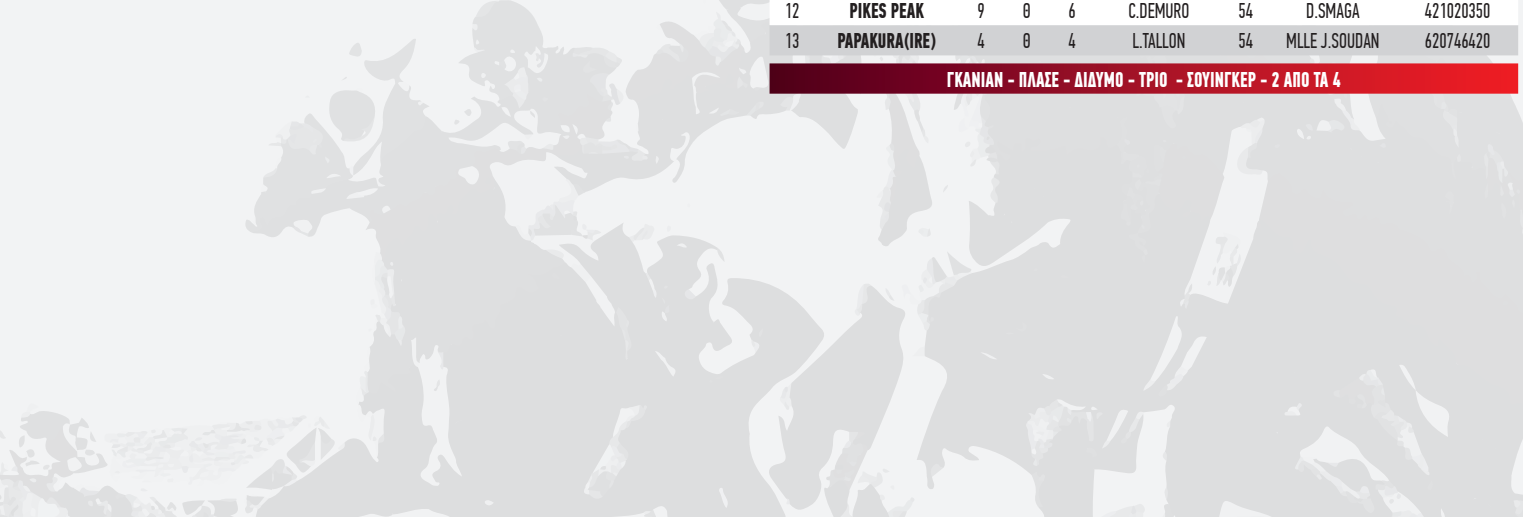 12 PIKES PEAK 9 θ 6 C.DEMURO 54 D.SMAGA 421020350
13 PAPAKURA(IRE) 4 θ 4 L.TALLON 54 MLLE J.SOUDAN 620746420
ΓΚΑΝΙΑΝ - ΠΛΑΣΕ - ΔΙΔΥΜΟ - ΤΡΙΟ - ΣΟΥΙΝΓΚΕΡ - 2 ΑΠΟ ΤΑ 4